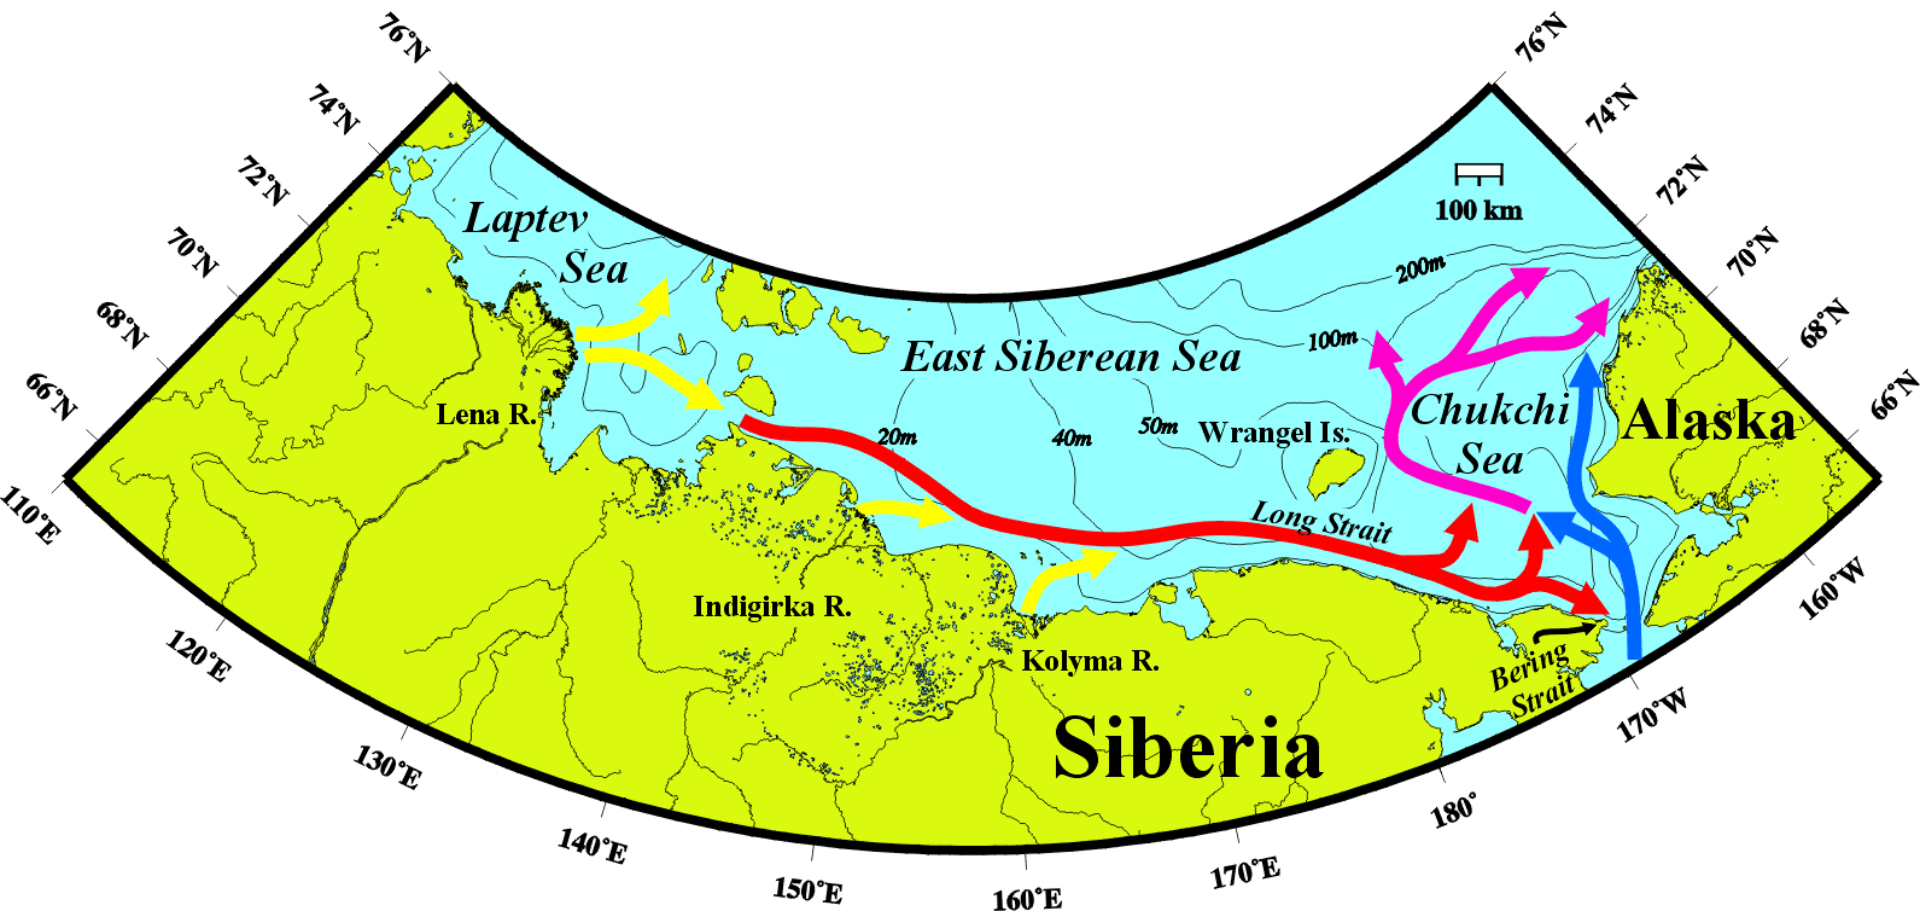 76°N
76°N
74°N
74°N
72°N
72°N
70°N
70°N
68°N
68°N
66°N
66°N
110°E
120°E
130°E
140°E
150°E
160°E
170°E
180°
170°W
160°W
100 km
Laptev
Sea
200m
100m
East Siberean Sea
Chukchi
Sea
Alaska
Lena R.
20m
40m
50m
Wrangel Is.
Long Strait
Indigirka R.
Kolyma R.
Bering
Strait
Siberia